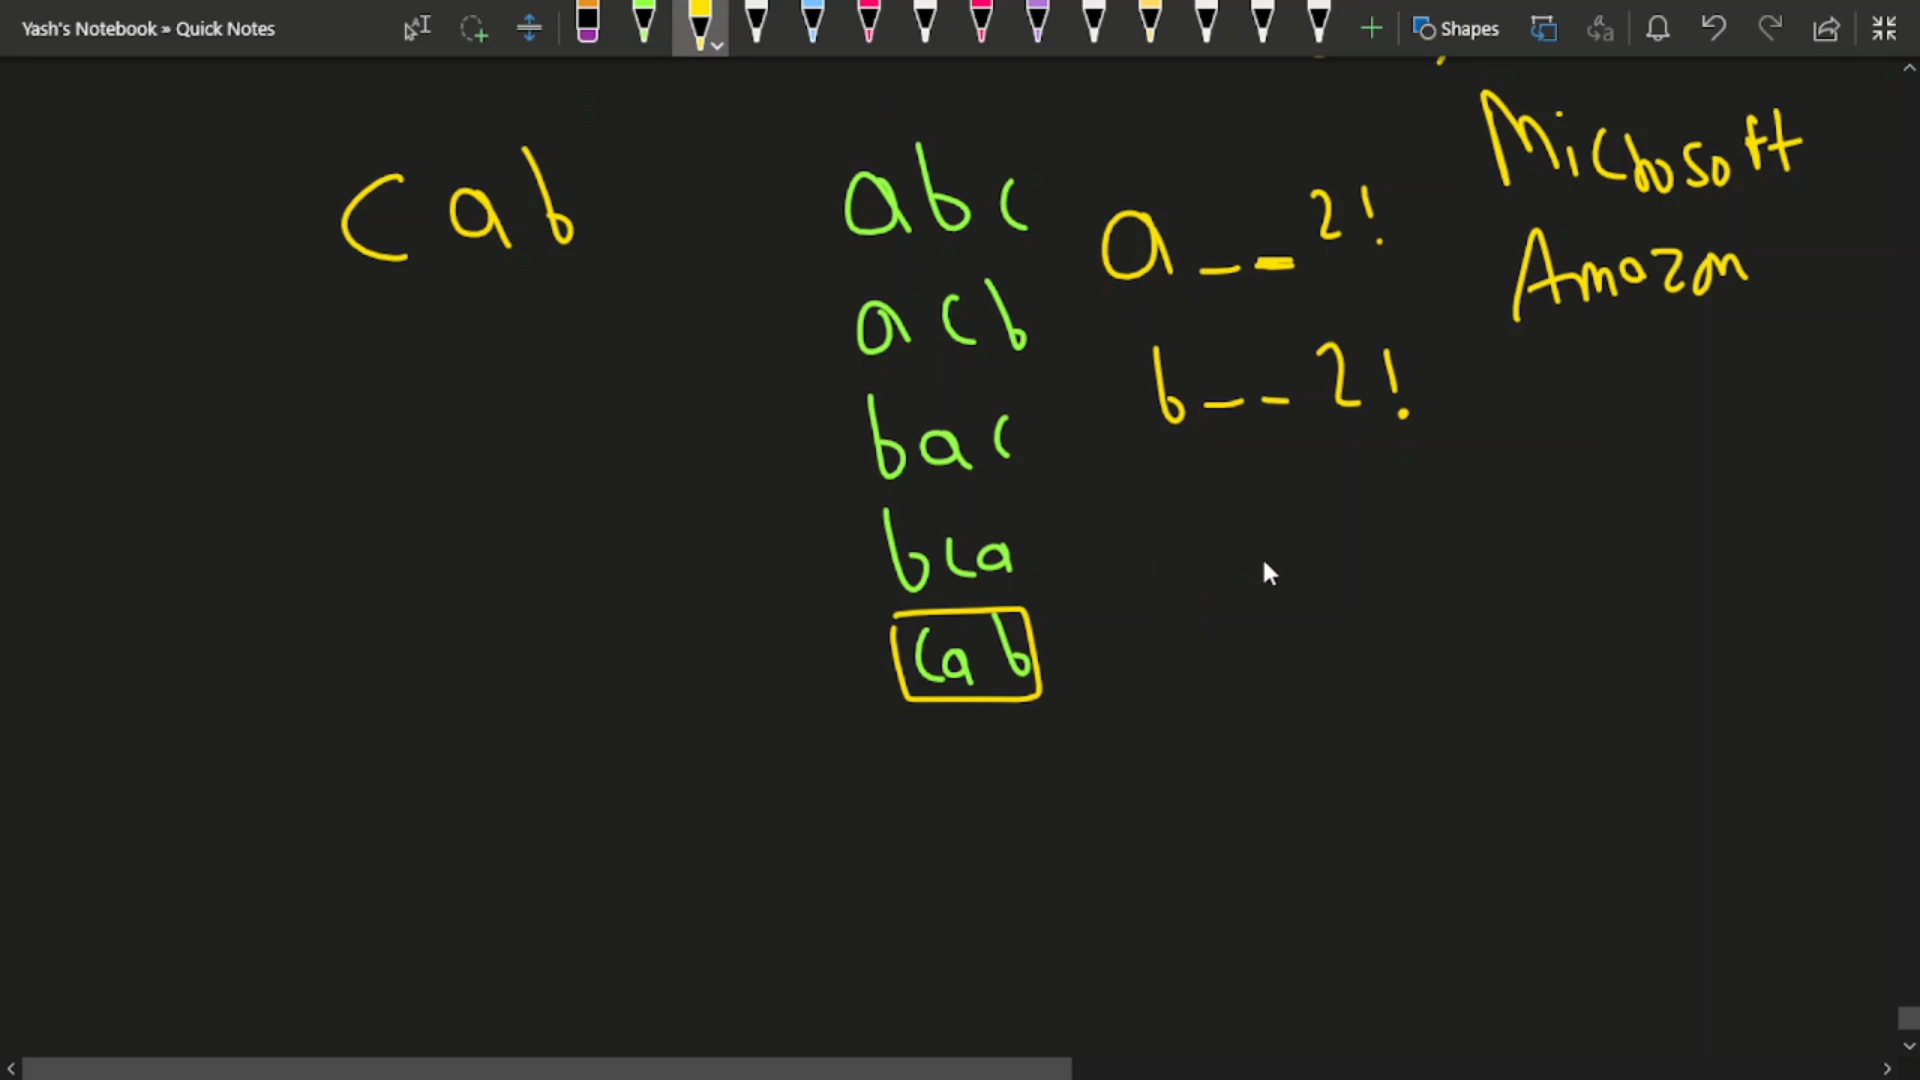 Yash's Notebook » Quick Notes
Shapes
Microsoft
Amazon
cab
abc
acb
bac
bca
cab
a _ _ 2!
b _ _ 2!